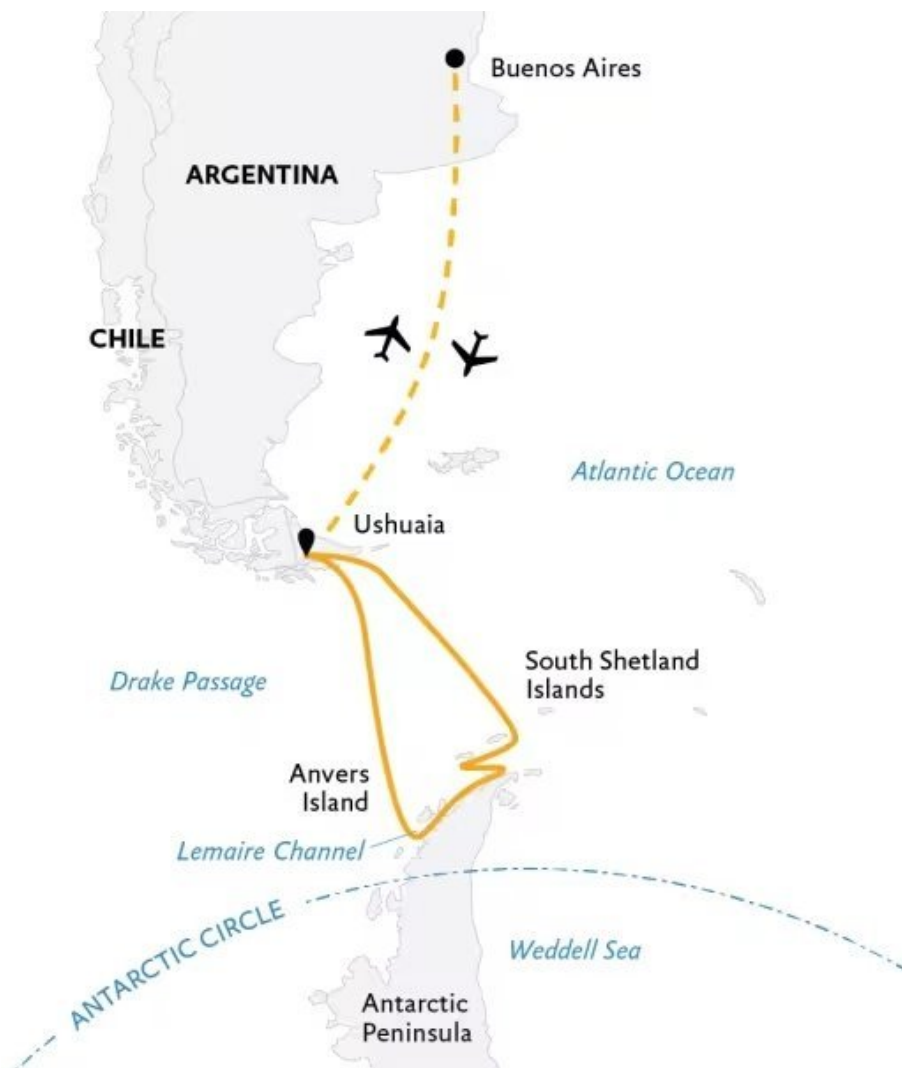 Buenos Aires
ARGENTINA
CHILE
Atlantic Ocean
Ushuaia
South Shetland
Islands
Drake Passage
Anvers
Island
Lemaire Channel
ANTARCTIC CIRCLE
Weddell Sea
Antarctic
Peninsula